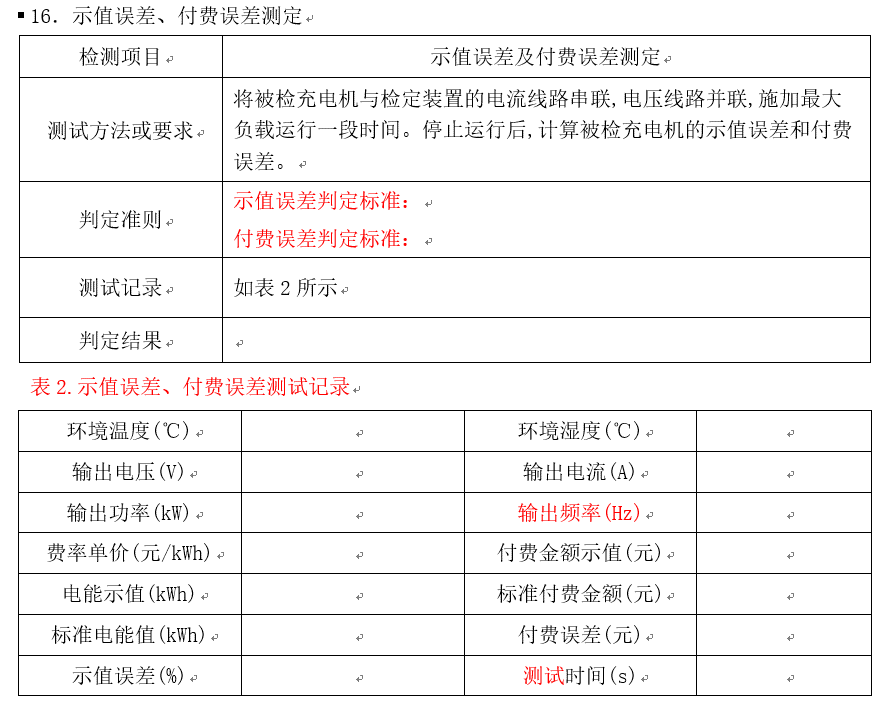 16. 示值误差、付费误差测定
检测项目 示值误差及付费误差测定
测试方法或要求 将被检充电机与检定装置的电流线路串联,电压线路并联,施加最大
负载运行一段时间。停止运行后,计算被检充电机的示值误差和付费
误差。
判定准则 示值误差判定标准：
付费误差判定标准：
测试记录 如表 2 所示
判定结果
表 2.示值误差、付费误差测试记录
环境温度(℃) 环境湿度(℃)
输出电压(V) 输出电流(A)
输出功率(kW) 输出频率(Hz)
费率单价(元/kWh) 付费金额示值(元)
电能示值(kWh) 标准付费金额(元)
标准电能值(kWh) 付费误差(元)
示值误差(%) 测试时间(s)